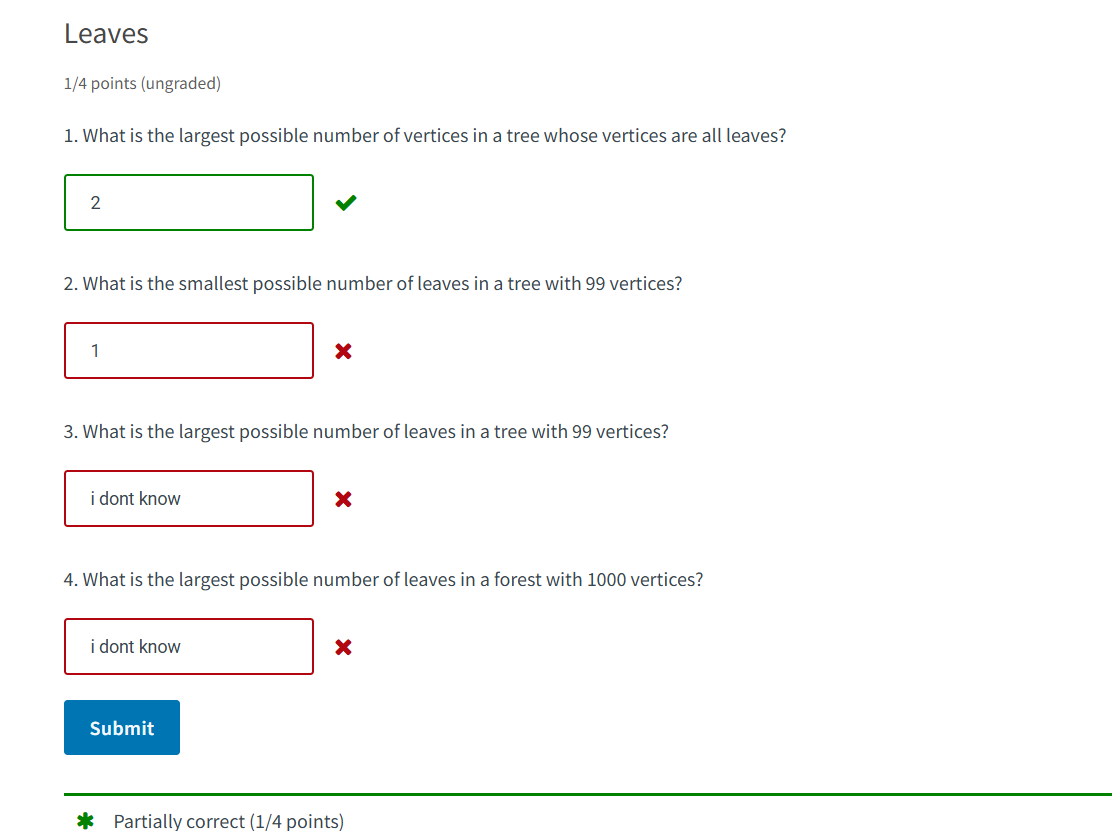 Leaves
1/4 points (ungraded)
1. What is the largest possible number of vertices in a tree whose vertices are all leaves?
2
2. What is the smallest possible number of leaves in a tree with 99 vertices?
1
3. What is the largest possible number of leaves in a tree with 99 vertices?
i dont know
4. What is the largest possible number of leaves in a forest with 1000 vertices?
i dont know
Submit
Partially correct (1/4 points)